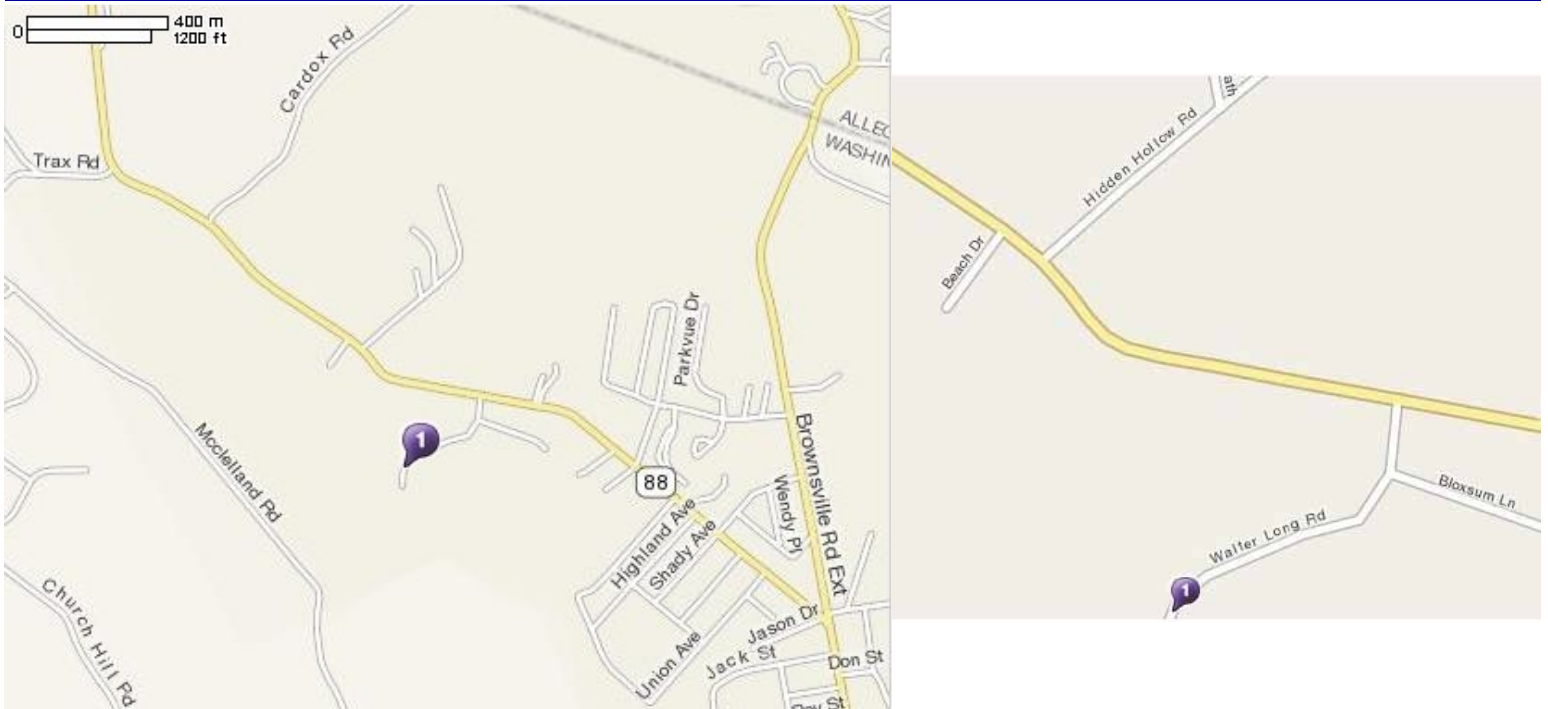 0
400 m
1200 ft
Cardox Rd
Trax Rd
ALLEG
WASHIN
Parkvue Dr
Mcclelland Rd
1
88
Brownsville Rd Ext
Wendy Pl
Highland Ave
Shady Ave
Church Hill Rd
Union Ave
Jason Dr
Jack St
Don St
St
ath
Hidden Hollow Rd
Beach Dr
Bloxsum Ln
Walter Long Rd
1